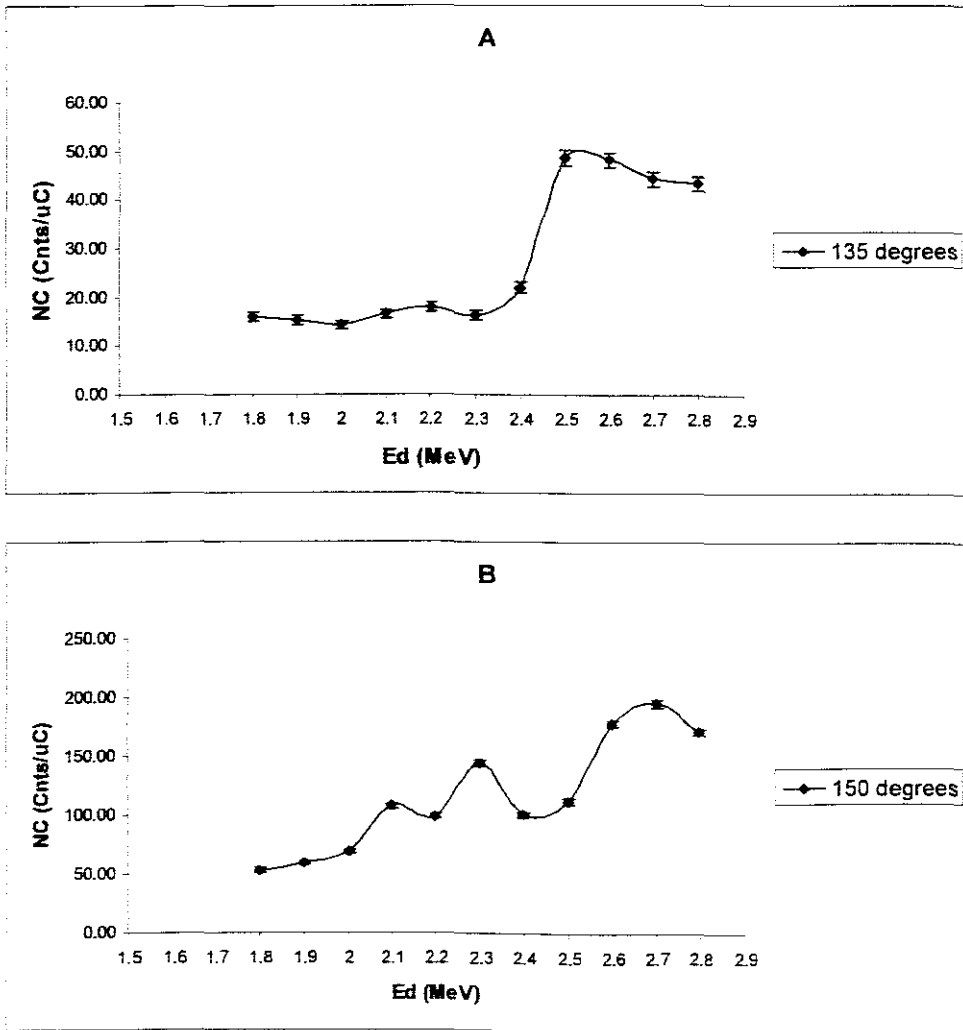 A
60.00
50.00
40.00
30.00
20.00
10.00
0.00
NC (Cnts/uC)
1.5 1.6 1.7 1.8 1.9 2 2.1 2.2 2.3 2.4 2.5 2.6 2.7 2.8 2.9
Ed (MeV)
135 degrees
B
250.00
200.00
150.00
100.00
50.00
0.00
NC (Cnts/uC)
1.5 1.6 1.7 1.8 1.9 2 2.1 2.2 2.3 2.4 2.5 2.6 2.7 2.8 2.9
Ed (MeV)
150 degrees